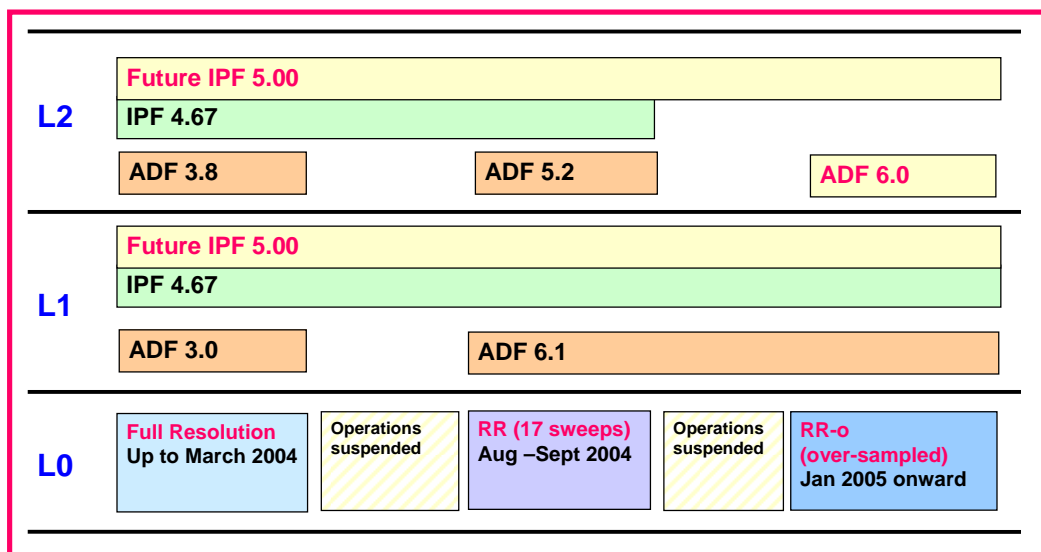 L2
Future IPF 5.00
IPF 4.67
ADF 3.8
ADF 5.2
ADF 6.0
L1
Future IPF 5.00
IPF 4.67
ADF 3.0
ADF 6.1
L0
Full Resolution
Up to March 2004
Operations
suspended
RR (17 sweeps)
Aug –Sept 2004
Operations
suspended
RR-o
(over-sampled)
Jan 2005 onward